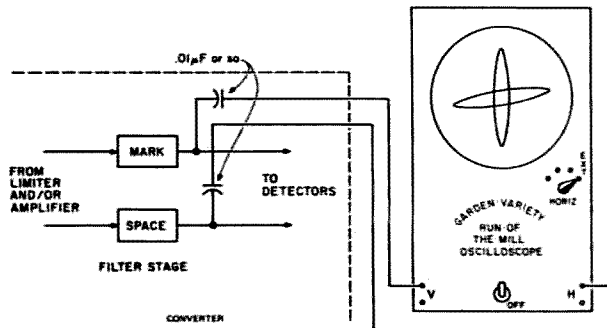 .01µF or so
MARK
FROM
LIMITER
AND/OR
AMPLIFIER
TO
DETECTORS
SPACE
FILTER STAGE
CONVERTER
EXT
HORIZ
GARDEN VARIETY
RUN OF
THE MILL
OSCILLOSCOPE
V
OFF
H